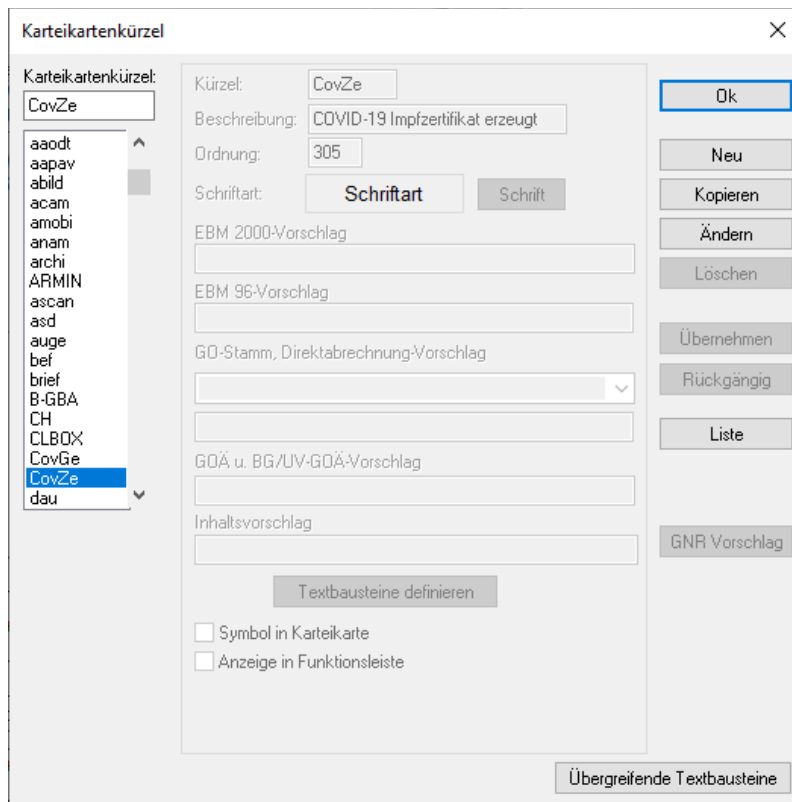 Karteikartenkürzel
Karteikartenkürzel:
CovZe
aaodt
aapav
abild
acam
amobi
anam
archi
ARMIN
ascan
asd
auge
bef
brief
B-GBA
CH
CLBOX
CovGe
CovZe
dau
Kürzel: CovZe
Beschreibung: COVID-19 Impfzertifikat erzeugt
Ordnung: 305
Schriftart: Schriftart Schrift
EBM 2000-Vorschlag
EBM 96-Vorschlag
GO-Stamm, Direktabrechnung-Vorschlag
GOÄ u. BG/UV-GOÄ-Vorschlag
Inhaltsvorschlag
Textbausteine definieren
Symbol in Karteikarte
Anzeige in Funktionsleiste
Ok
Neu
Kopieren
Ändern
Löschen
Übernehmen
Rückgängig
Liste
GNR Vorschlag
Übergreifende Textbausteine